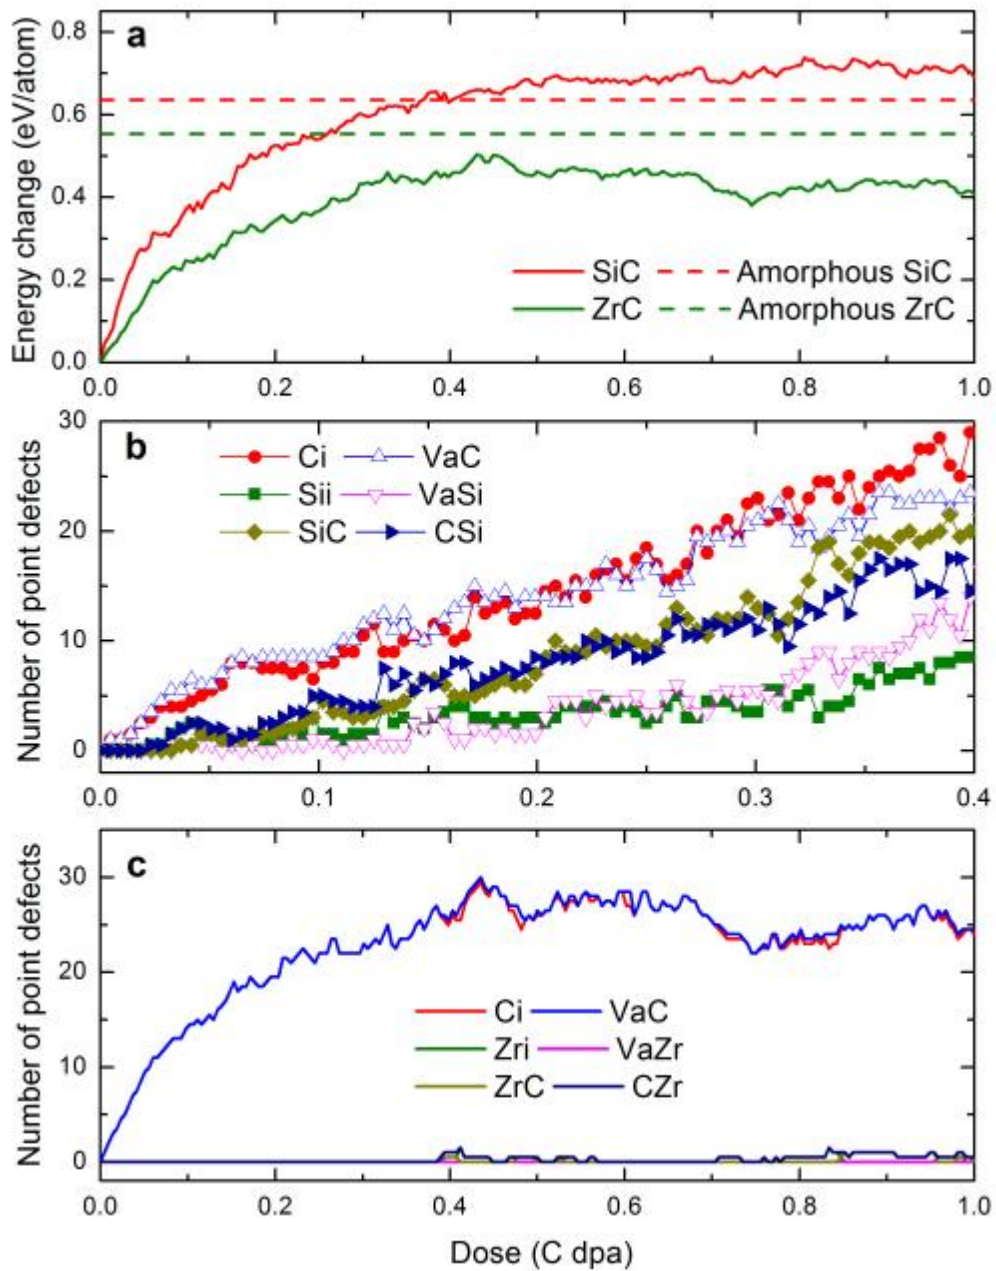 a
Energy change (eV/atom)
0.8
0.6
0.4
0.2
0.0
SiC
Amorphous SiC
ZrC
Amorphous ZrC
0.0 0.2 0.4 0.6 0.8 1.0
b
Number of point defects
30
20
10
0
Ci VaC
Sii VaSi
SiC CSi
0.0 0.1 0.2 0.3 0.4
c
Number of point defects
30
20
10
0
Ci VaC
Zri VaZr
ZrC CZr
0.0 0.2 0.4 0.6 0.8 1.0
Dose (C dpa)